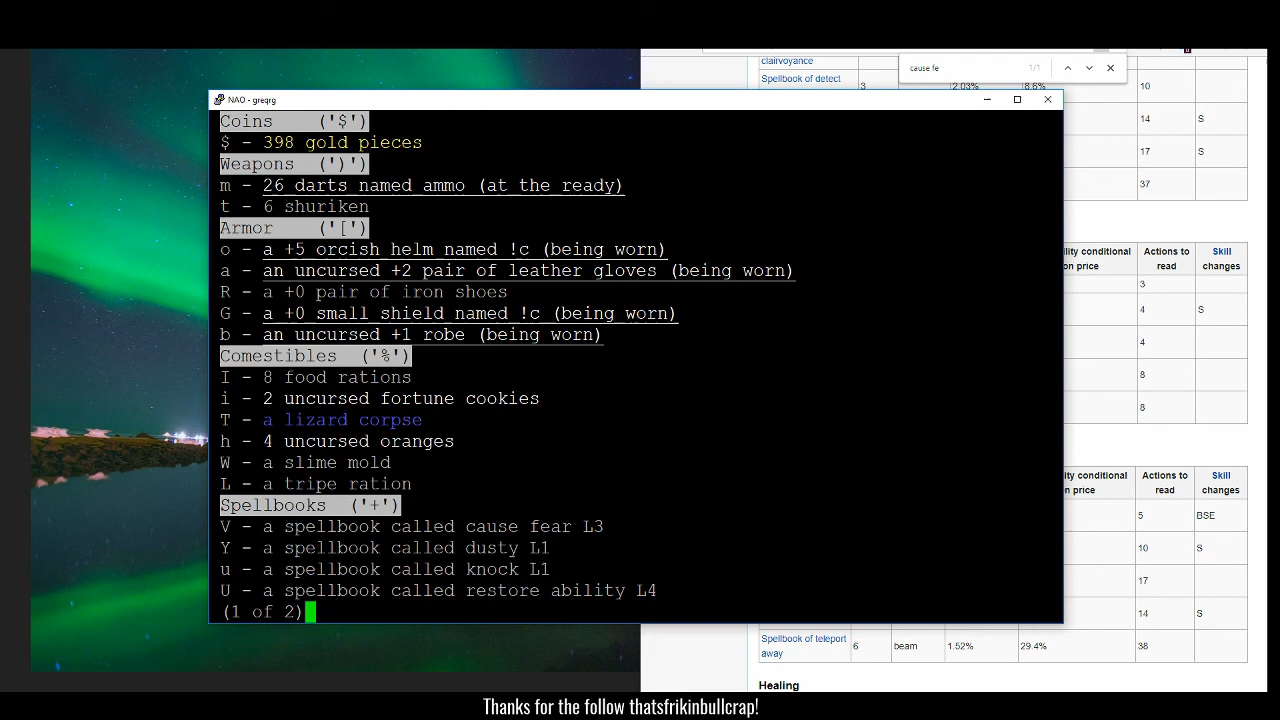 cause fe 1/1
NAO - greqrg
Coins ('$')
$ - 398 gold pieces
Weapons (')')
m - 26 darts named ammo (at the ready)
t - 6 shuriken
Armor ('[')
o - a +5 orcish helm named !c (being worn)
a - an uncursed +2 pair of leather gloves (being worn)
R - a +0 pair of iron shoes
G - a +0 small shield named !c (being worn)
b - an uncursed +1 robe (being worn)
Comestibles ('%')
I - 8 food rations
i - 2 uncursed fortune cookies
T - a lizard corpse
h - 4 uncursed oranges
W - a slime mold
L - a tripe ration
Spellbooks ('+')
V - a spellbook called cause fear L3
Y - a spellbook called dusty L1
u - a spellbook called knock L1
U - a spellbook called restore ability L4
(1 of 2)
clairvoyance
Spellbook of detect 3 2.03% 8.6% 10
14 S
17 S
37
conditional Actions to Skill
on price read changes
3
4 S
4
8
8
conditional Actions to Skill
on price read changes
5 BSE
10 S
17
14 S
Spellbook of teleport
away 6 beam 1.52% 29.4% 38
Healing
Thanks for the follow thatsfrikinbullcrap!